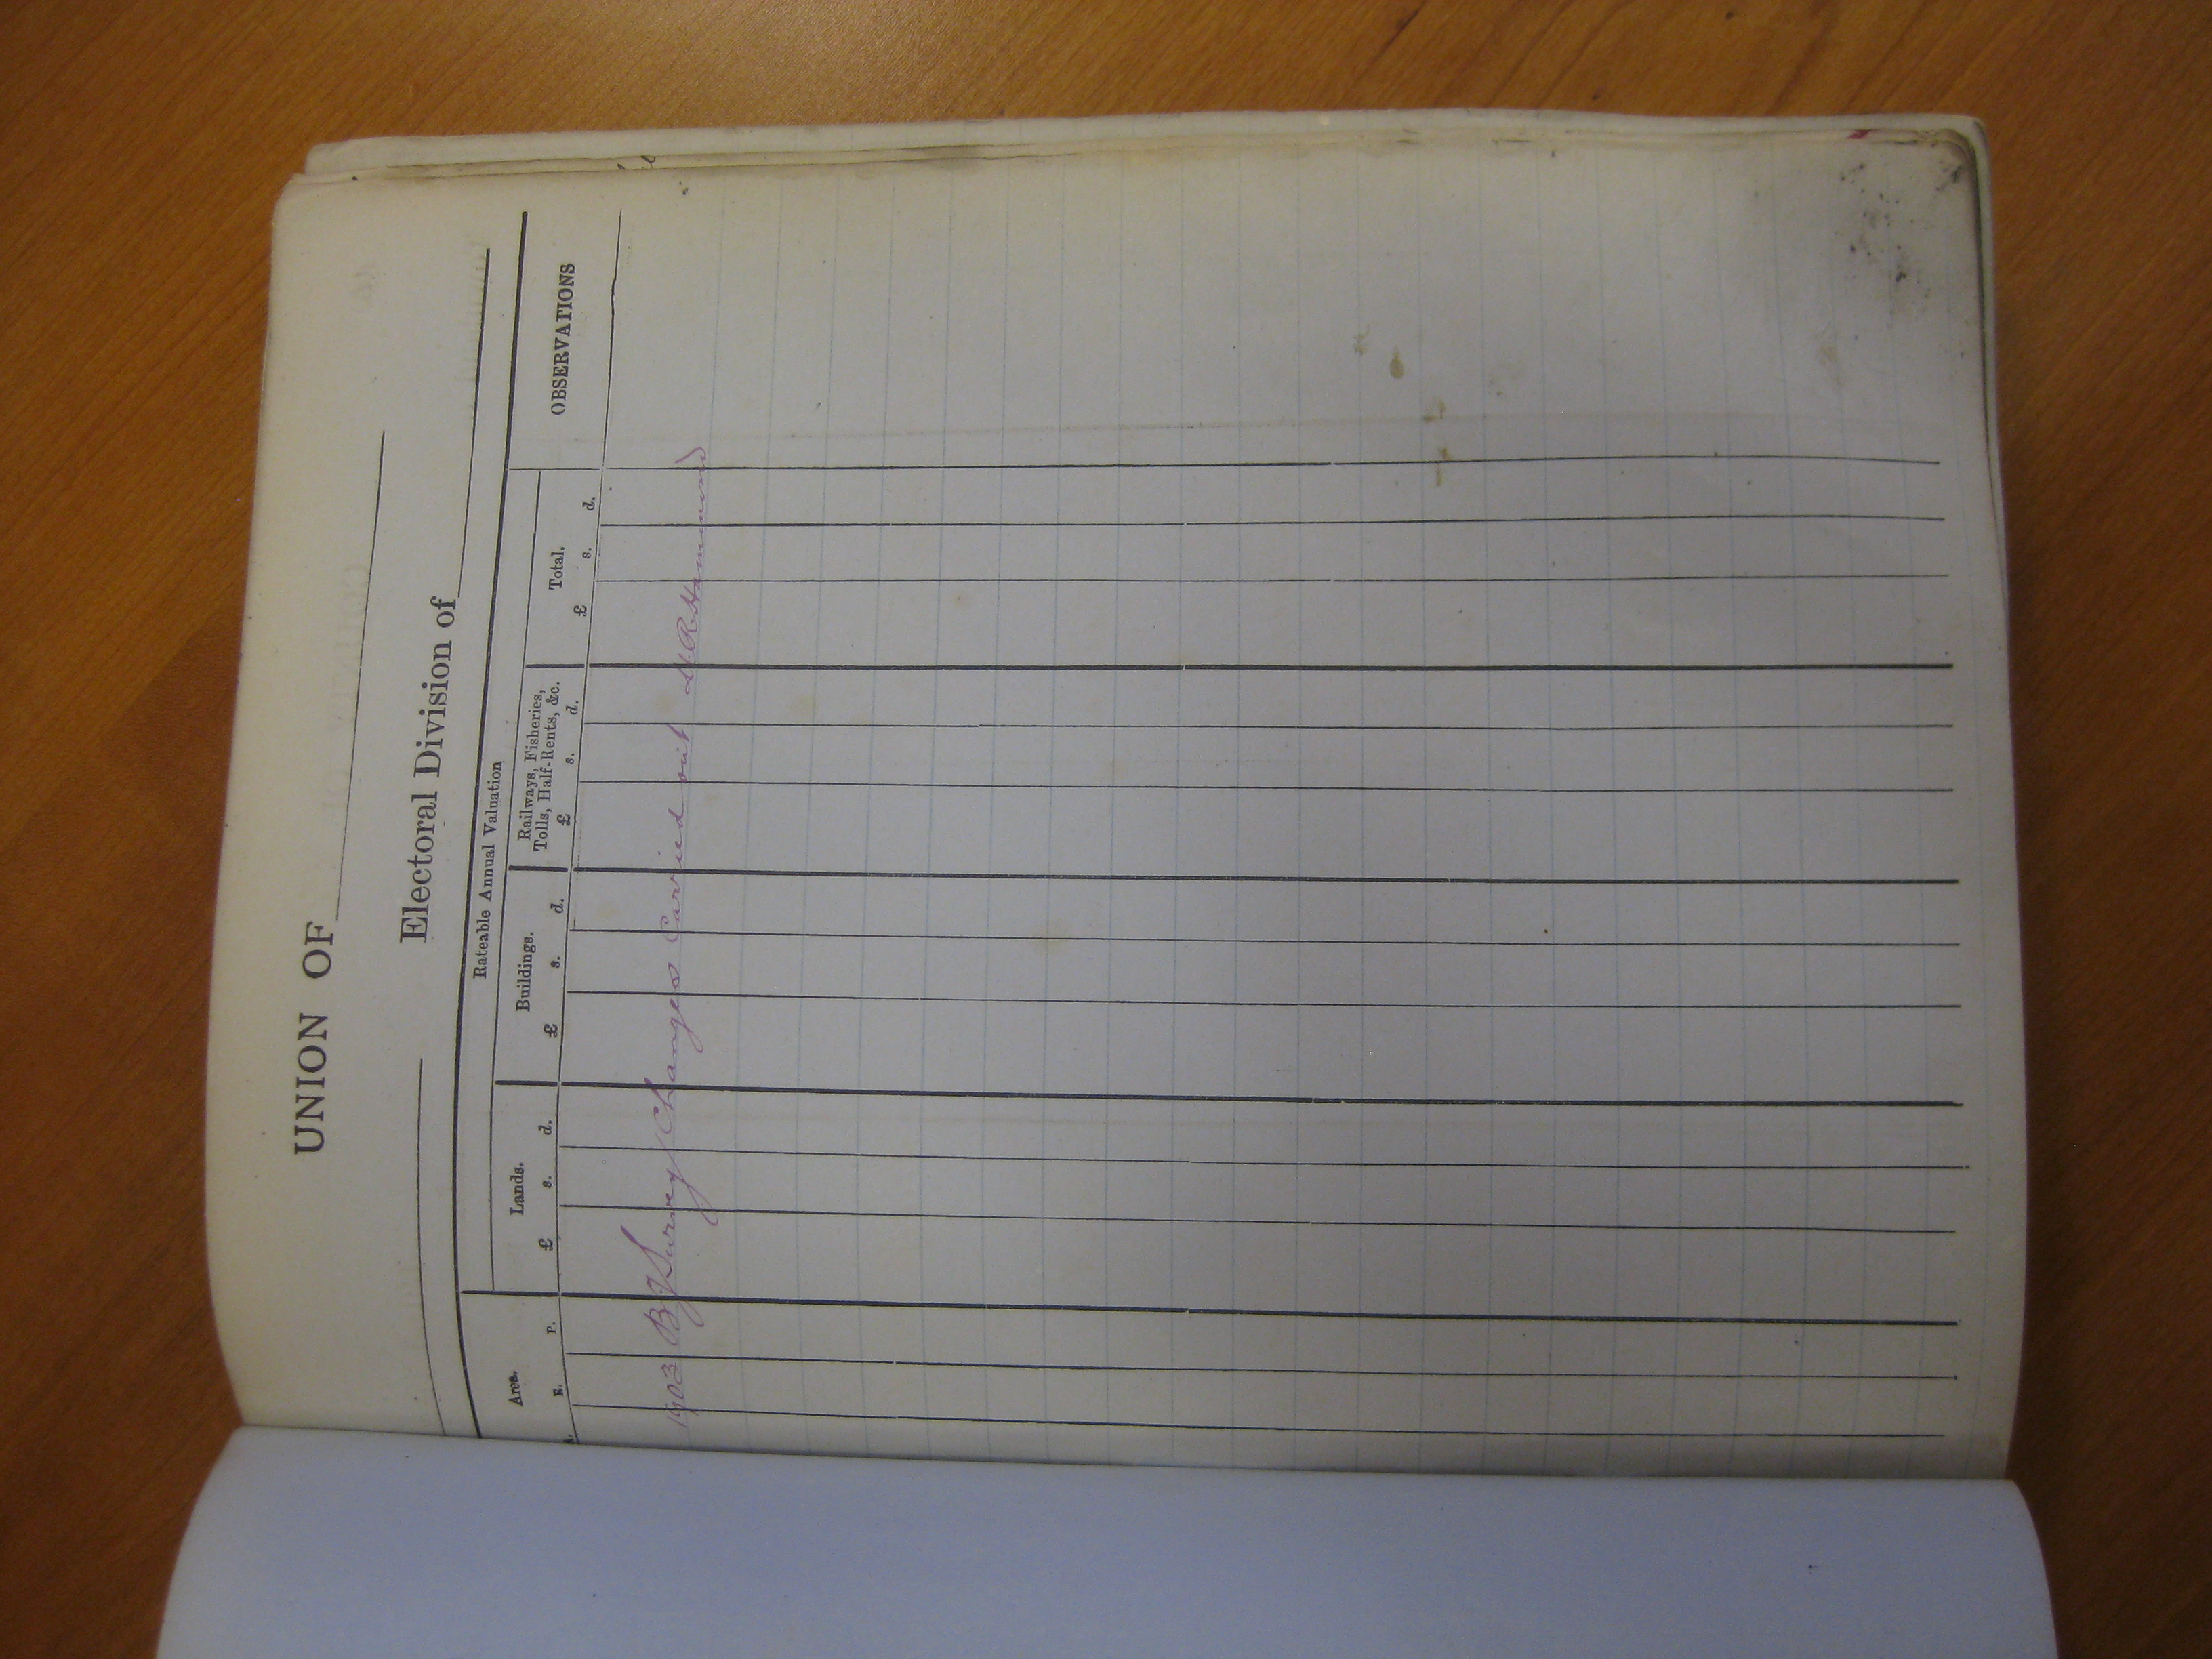 UNION OF
Electoral Division of
Rateable Annual Valuation
Area. Lands. Buildings. Railways, Fisheries, Tolls, Half-Rents, &c. Total. OBSERVATIONS
A. R. P. £ s. d. £ s. d. £ s. d. £ s. d.
1903 Survey Changes Carried out Hammond